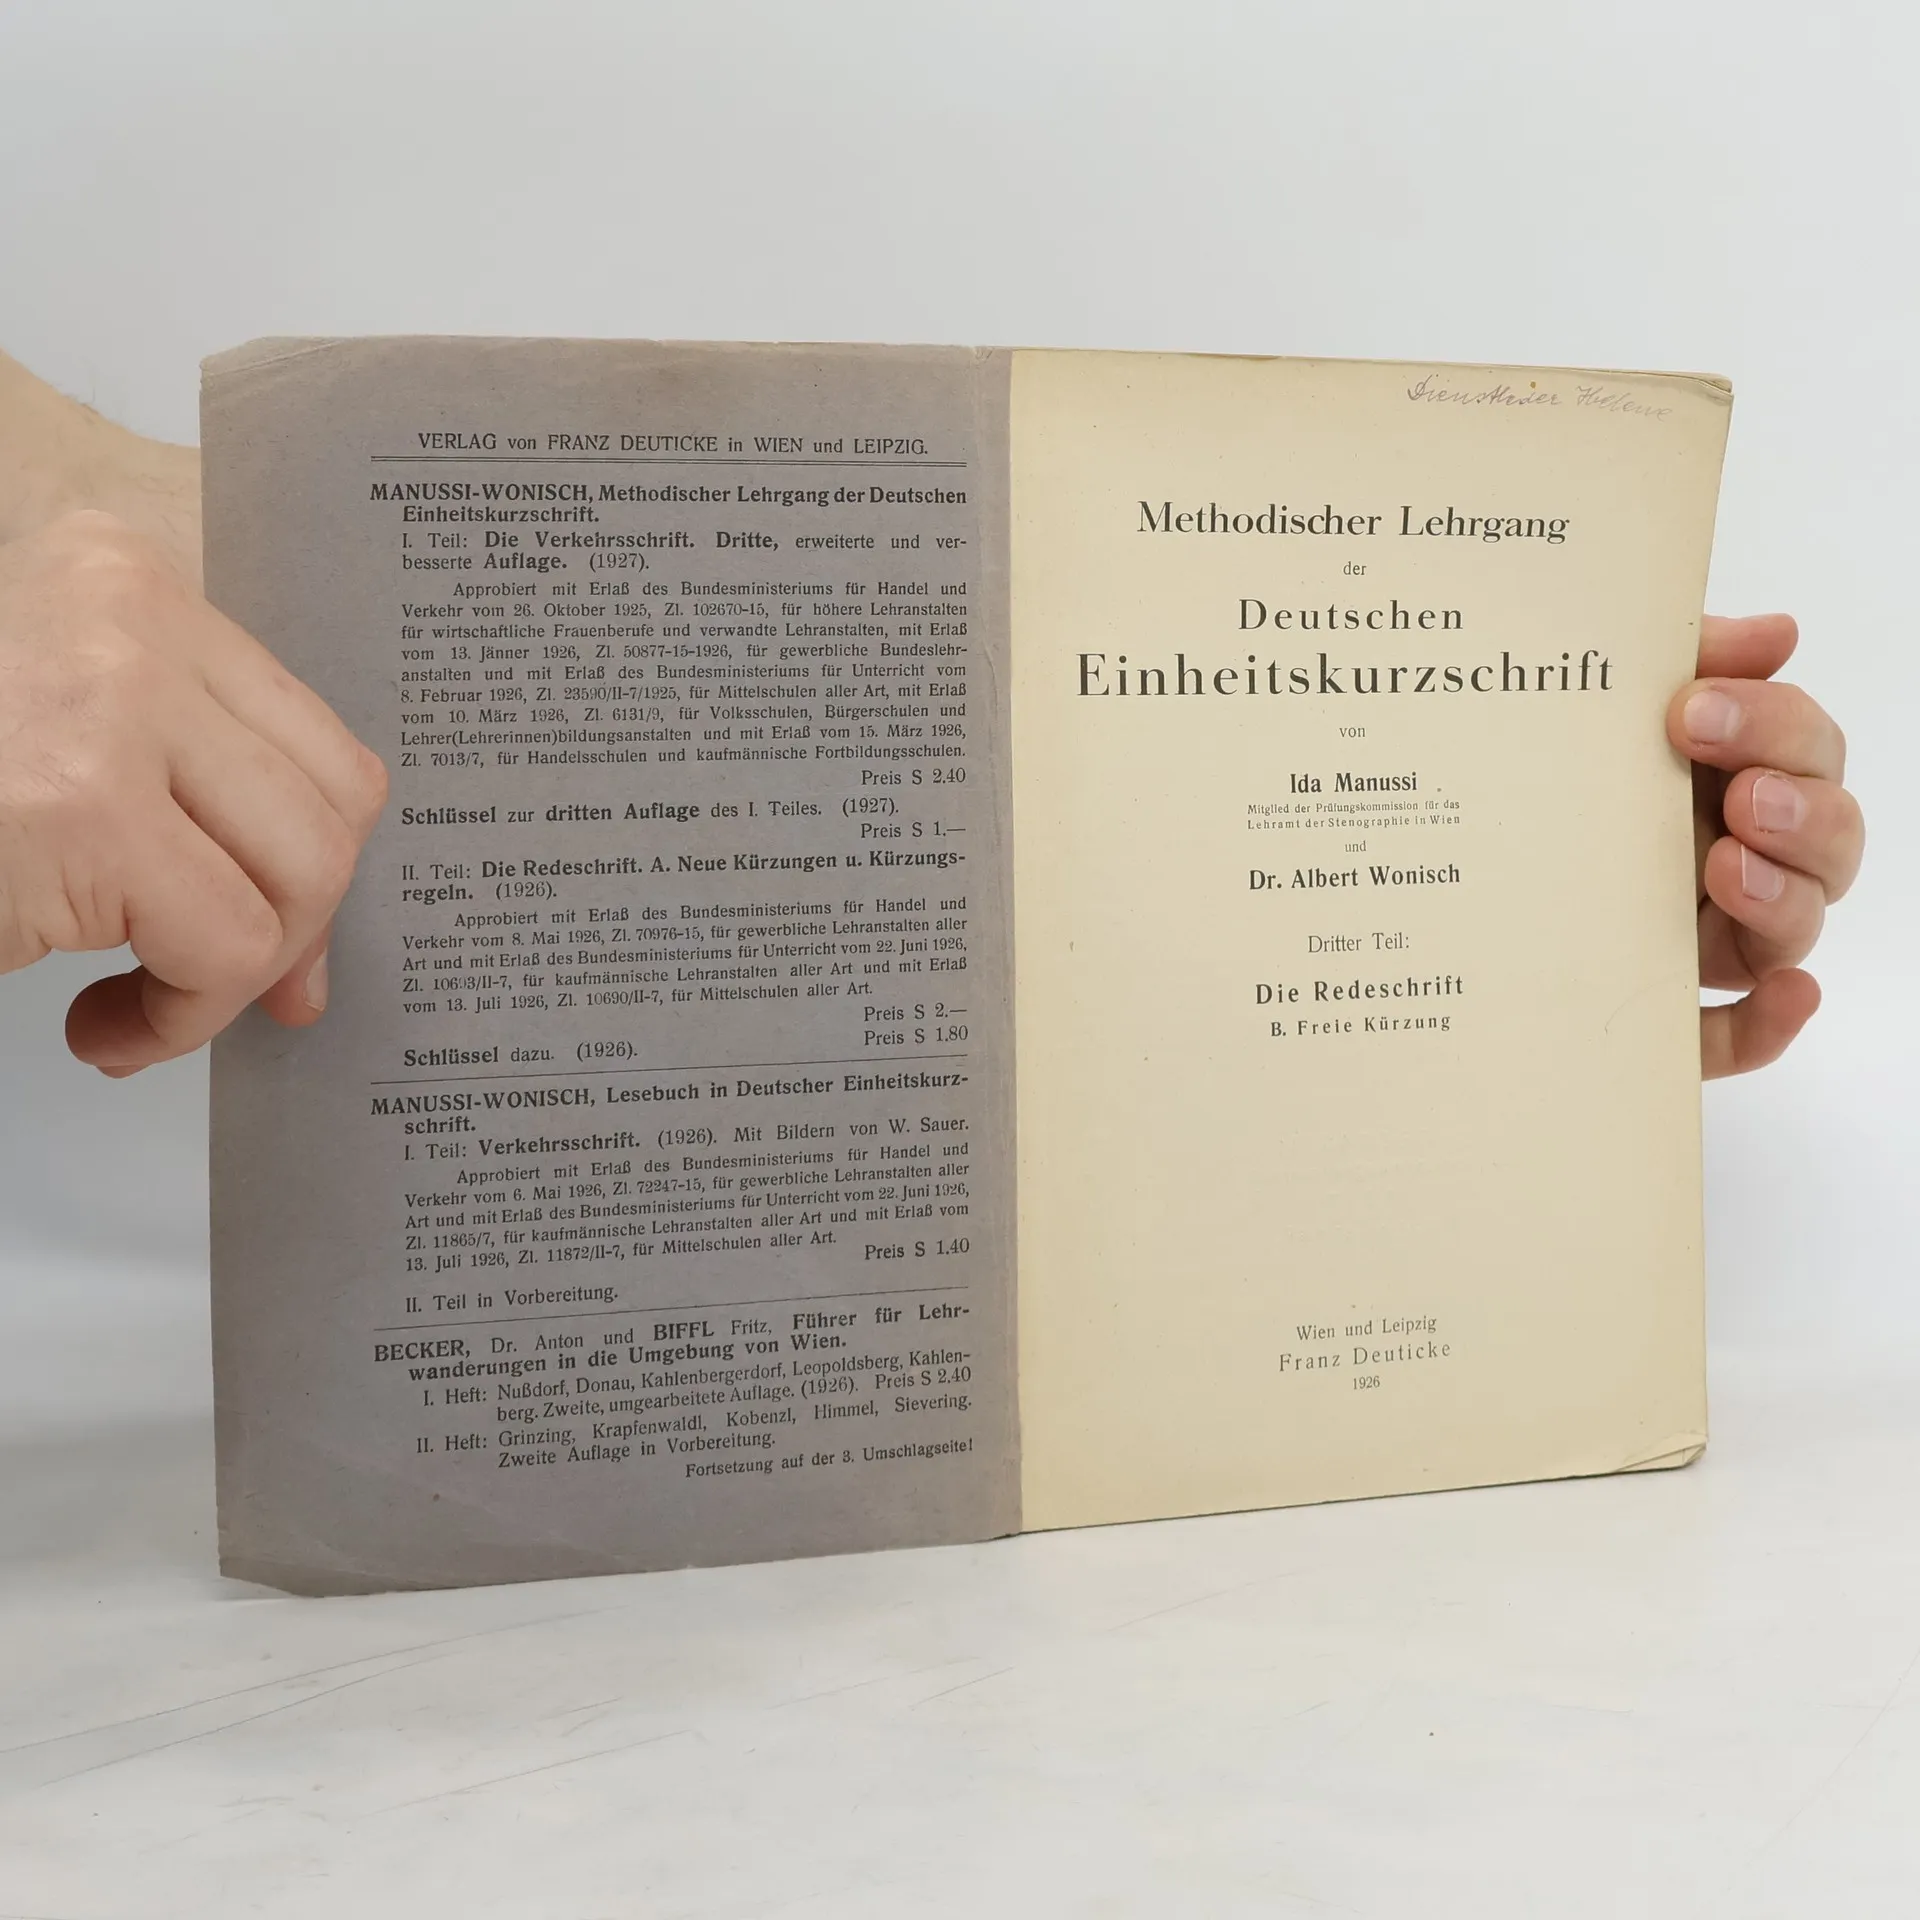 VERLAG von FRANZ DEUTICKE in WIEN und LEIPZIG.
MANUSSI-WONISCH, Methodischer Lehrgang der Deutschen
Einheitskurzschrift.
I. Teil: Die Verkehrsschrift. Dritte, erweiterte und ver-
besserte Auflage. (1927).
Approbiert mit Erlaß des Bundesministeriums für Handel und
Verkehr vom 26. Oktober 1925, Zl. 102670-15, für höhere Lehranstalten
für wirtschaftliche Frauenberufe und verwandte Lehranstalten, mit Erlaß
vom 13. Jänner 1926, Zl. 50877-15-1926, für gewerbliche Bundeslehr-
anstalten und mit Erlaß des Bundesministeriums für Unterricht vom
8. Februar 1926, Zl. 23590/II-7/1925, für Mittelschulen aller Art, mit Erlaß
vom 10. März 1926, Zl. 6131/9, für Volksschulen, Bürgerschulen und
Lehrer(Lehrerinnen)bildungsanstalten und mit Erlaß vom 15. März 1926,
Zl. 7013/7, für Handelsschulen und kaufmännische Fortbildungsschulen.
Preis S 2.40
Schlüssel zur dritten Auflage des I. Teiles. (1927).
Preis S 1.—
II. Teil: Die Redeschrift. A. Neue Kürzungen u. Kürzungs-
regeln. (1926).
Approbiert mit Erlaß des Bundesministeriums für Handel und
Verkehr vom 8. Mai 1926, Zl. 70976-15, für gewerbliche Lehranstalten aller
Art und mit Erlaß des Bundesministeriums für Unterricht vom 22. Juni 1926,
Zl. 10693/II-7, für kaufmännische Lehranstalten aller Art und mit Erlaß
vom 13. Juli 1926, Zl. 10690/II-7, für Mittelschulen aller Art.
Preis S 2.—
Schlüssel dazu. (1926). Preis S 1.80
MANUSSI-WONISCH, Lesebuch in Deutscher Einheitskurz-
schrift.
I. Teil: Verkehrsschrift. (1926). Mit Bildern von W. Sauer.
Approbiert mit Erlaß des Bundesministeriums für Handel und
Verkehr vom 6. Mai 1926, Zl. 72247-15, für gewerbliche Lehranstalten aller
Art und mit Erlaß des Bundesministeriums für Unterricht vom 22. Juni 1926,
Zl. 11865/7, für kaufmännische Lehranstalten aller Art und mit Erlaß vom
13. Juli 1926, Zl. 11872/II-7, für Mittelschulen aller Art.
Preis S 1.40
II. Teil in Vorbereitung.
BECKER, Dr. Anton und BIFFL Fritz, Führer für Lehr-
wanderungen in die Umgebung von Wien.
I. Heft: Nußdorf, Donau, Kahlenbergerdorf, Leopoldsberg, Kahlen-
berg. Zweite, umgearbeitete Auflage. (1926). Preis S 2.40
II. Heft: Grinzing, Krapfenwaldl, Kobenzl, Himmel, Sievering.
Zweite Auflage in Vorbereitung.
Fortsetzung auf der 3. Umschlagseite!
Helene
Methodischer Lehrgang
der
Deutschen
Einheitskurzschrift
von
Ida Manussi
Mitglied der Prüfungskommission für das
Lehramt der Stenographie in Wien
und
Dr. Albert Wonisch
Dritter Teil:
Die Redeschrift
B. Freie Kürzung
Wien und Leipzig
Franz Deuticke
1926